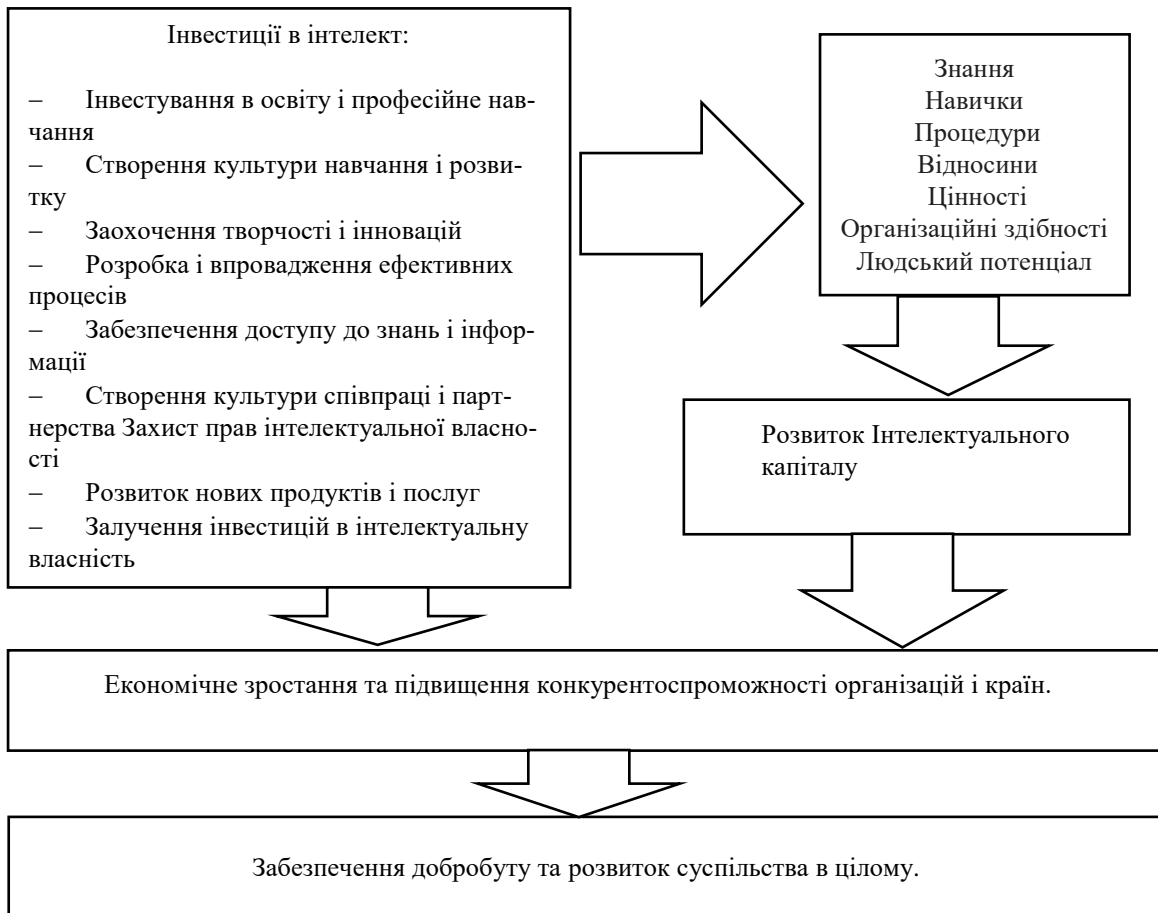 Інвестиції в інтелект:
– Інвестування в освіту і професійне нав-
чання
– Створення культури навчання і розви-
тку
– Заохочення творчості і інновацій
– Розробка і впровадження ефективних
процесів
– Забезпечення доступу до знань і інфор-
мації
– Створення культури співпраці і парт-
нерства Захист прав інтелектуальної власно-
сті
– Розвиток нових продуктів і послуг
– Залучення інвестицій в інтелектуальну
власність
Знання
Навички
Процедури
Відносини
Цінності
Організаційні здібності
Людський потенціал
Розвиток Інтелектуального
капіталу
Економічне зростання та підвищення конкурентоспроможності організацій і країн.
Забезпечення добробуту та розвиток суспільства в цілому.